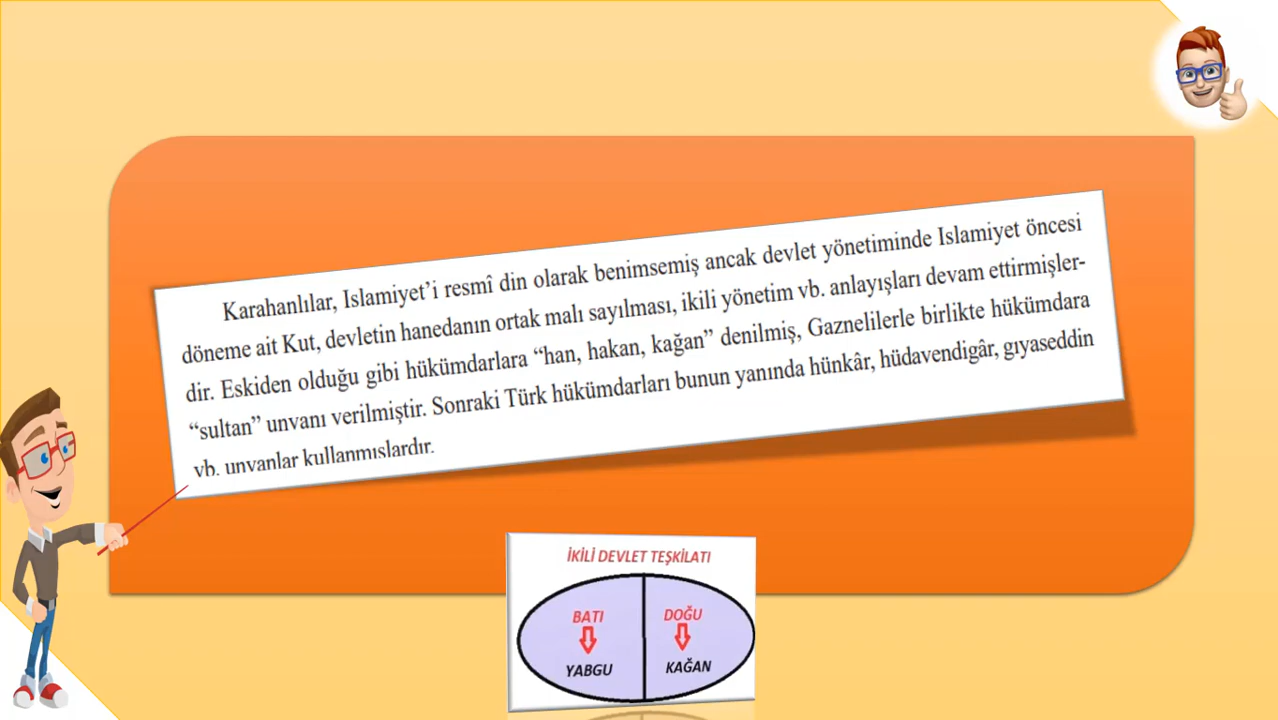 Karahanlılar, Islamiyet’i resmî din olarak benimsemiş ancak devlet yönetiminde Islamiyet öncesi
döneme ait Kut, devletin hanedanın ortak malı sayılması, ikili yönetim vb. anlayışları devam ettirmişler-
dir. Eskiden olduğu gibi hükümdarlara “han, hakan, kağan” denilmiş, Gaznelilerle birlikte hükümdara
“sultan” unvanı verilmiştir. Sonraki Türk hükümdarları bunun yanında hünkâr, hüdavendigâr, gıyaseddin
vb. unvanlar kullanmıslardır.
İKİLİ DEVLET TEŞKİLATI
BATI DOĞU
YABGU KAĞAN